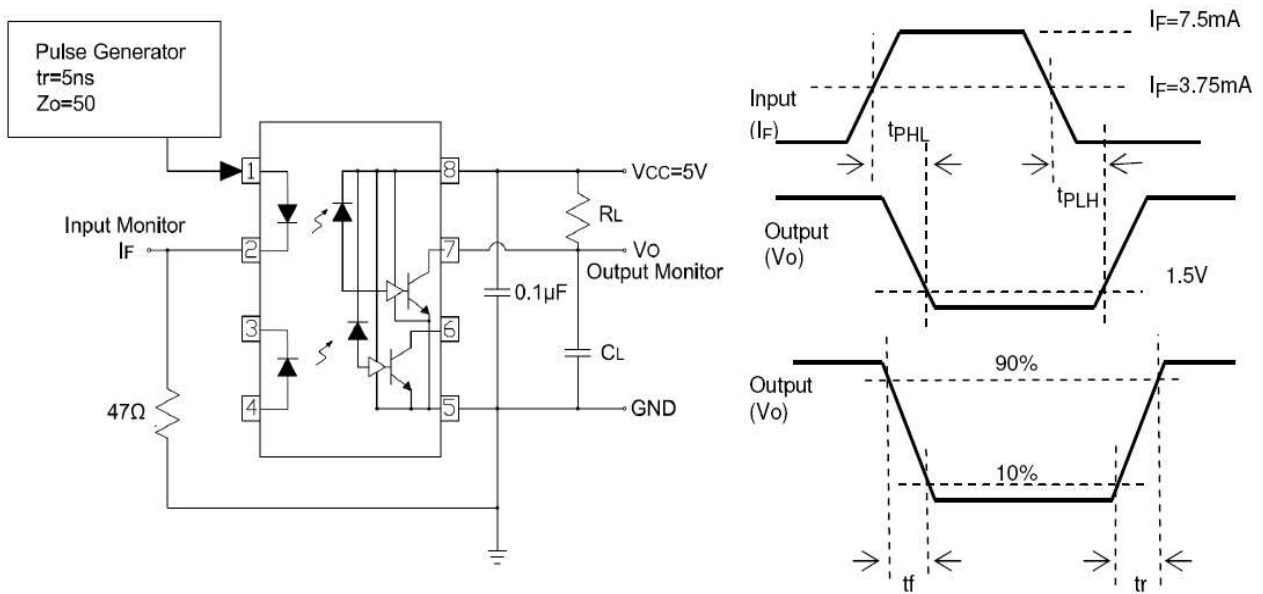 Pulse Generator
tr=5ns
Zo=50
1
8
VCC=5V
RL
Input Monitor
IF
2
7
VO
Output Monitor
0.1µF
3
6
CL
47Ω
4
5
GND
IF=7.5mA
IF=3.75mA
Input
(IF)
tPHL
tPLH
Output
(Vo)
1.5V
Output
(Vo)
90%
10%
tf
tr